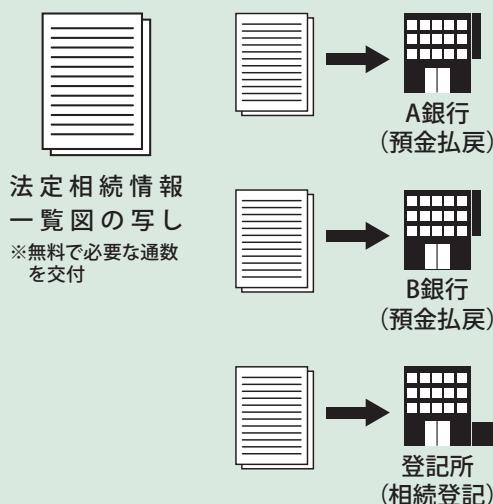 法定相続情報
一覧図の写し
※無料で必要な通数
を交付
A銀行
(預金払戻)
B銀行
(預金払戻)
登記所
(相続登記)